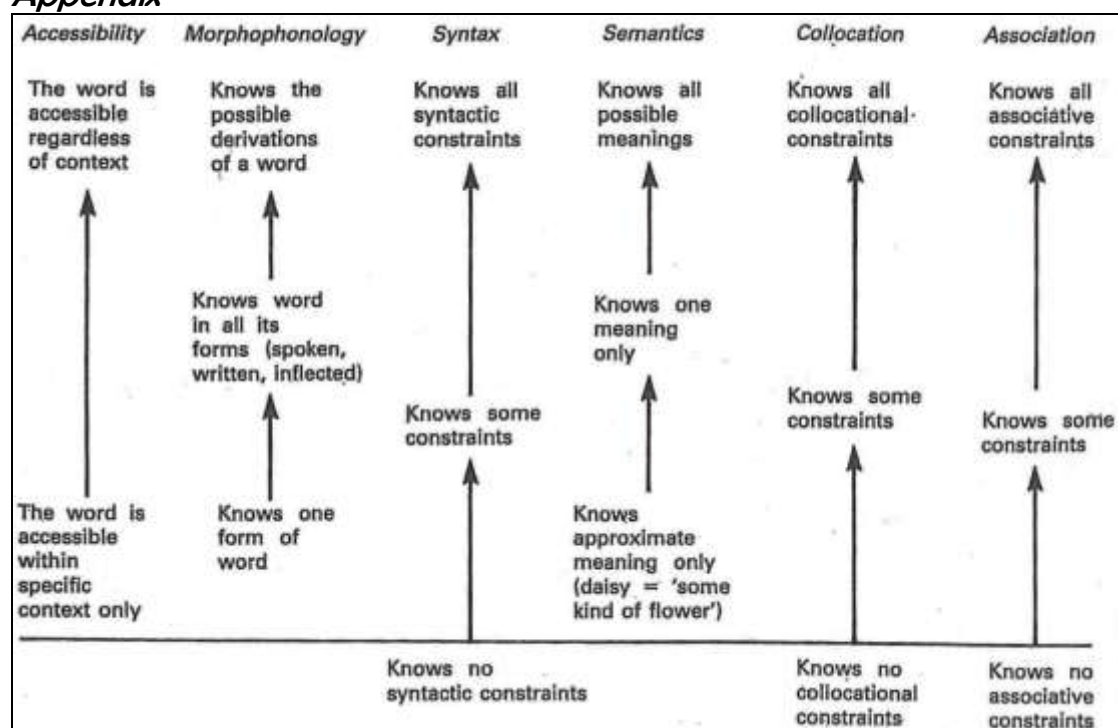 Appendix
Accessibility Morphophonology Syntax Semantics Collocation Association
The word is
accessible
regardless
of context
Knows the
possible
derivations
of a word
Knows all
syntactic
constraints
Knows all
possible
meanings
Knows all
collocational
constraints
Knows all
associative
constraints
Knows word
in all its
forms (spoken,
written, inflected)
Knows one
meaning
only
Knows some
constraints
Knows some
constraints
Knows some
constraints
The word is
accessible
within
specific
context only
Knows one
form of
word
Knows
approximate
meaning only
(daisy = 'some
kind of flower')
Knows no
syntactic constraints
Knows no
collocational
constraints
Knows no
associative
constraints